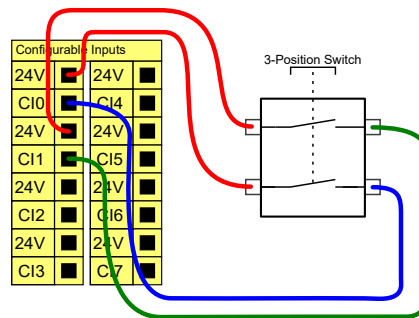 Configurable Inputs
3-Position Switch
24V 24V
CI0 CI4
24V 24V
CI1 CI5
24V 24V
CI2 CI6
24V 24V
CI3 CI7